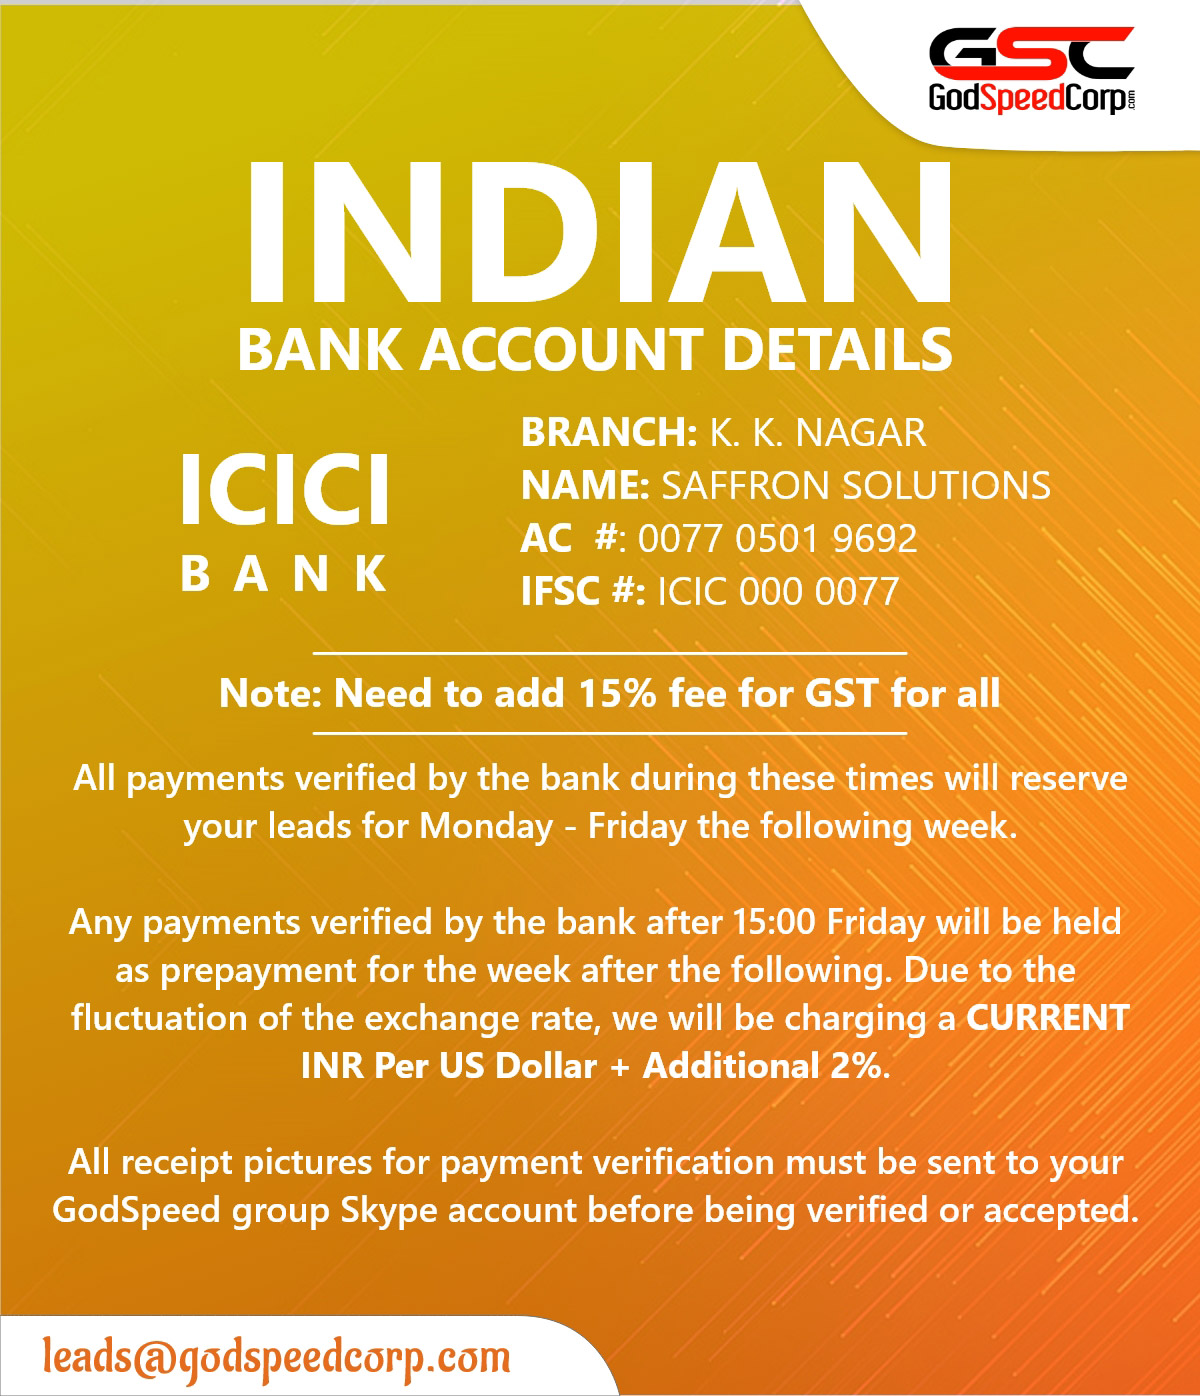 GSC
GodSpeedCorp.com
INDIAN
BANK ACCOUNT DETAILS
ICICI
BANK
BRANCH: K. K. NAGAR
NAME: SAFFRON SOLUTIONS
AC #: 0077 0501 9692
IFSC #: ICIC 000 0077
Note: Need to add 15% fee for GST for all
All payments verified by the bank during these times will reserve
your leads for Monday - Friday the following week.
Any payments verified by the bank after 15:00 Friday will be held
as prepayment for the week after the following. Due to the
fluctuation of the exchange rate, we will be charging a CURRENT
INR Per US Dollar + Additional 2%.
All receipt pictures for payment verification must be sent to your
GodSpeed group Skype account before being verified or accepted.
leads@godspeedcorp.com